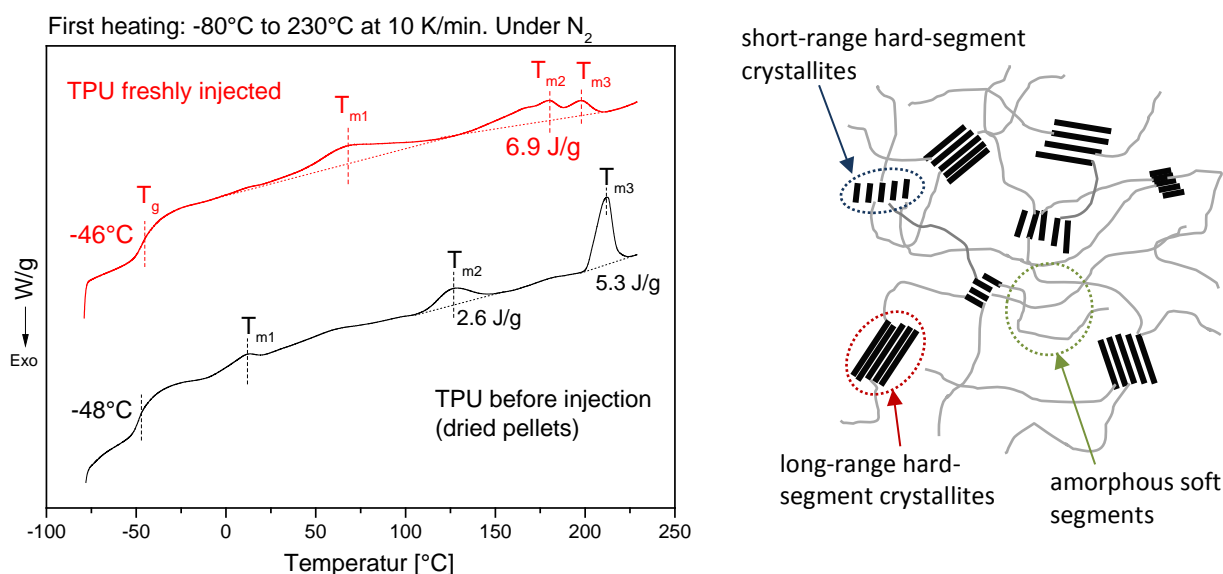 First heating: -80°C to 230°C at 10 K/min. Under N2
TPU freshly injected
Tm1
Tm2
Tm3
Tg
-46°C
6.9 J/g
Tm3
Tm2
Tm1
5.3 J/g
2.6 J/g
-48°C
TPU before injection
(dried pellets)
W/g
Exo
-100
-50
0
50
100
150
200
250
Temperatur [°C]
short-range hard-segment
crystallites
long-range hard-
segment crystallites
amorphous soft
segments